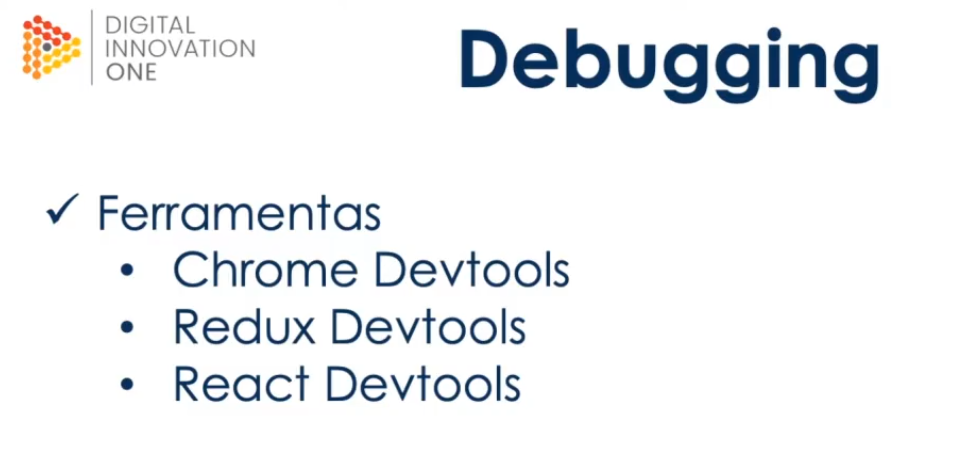 DIGITAL
INNOVATION
ONE
Debugging
✓ Ferramentas
• Chrome Devtools
• Redux Devtools
• React Devtools